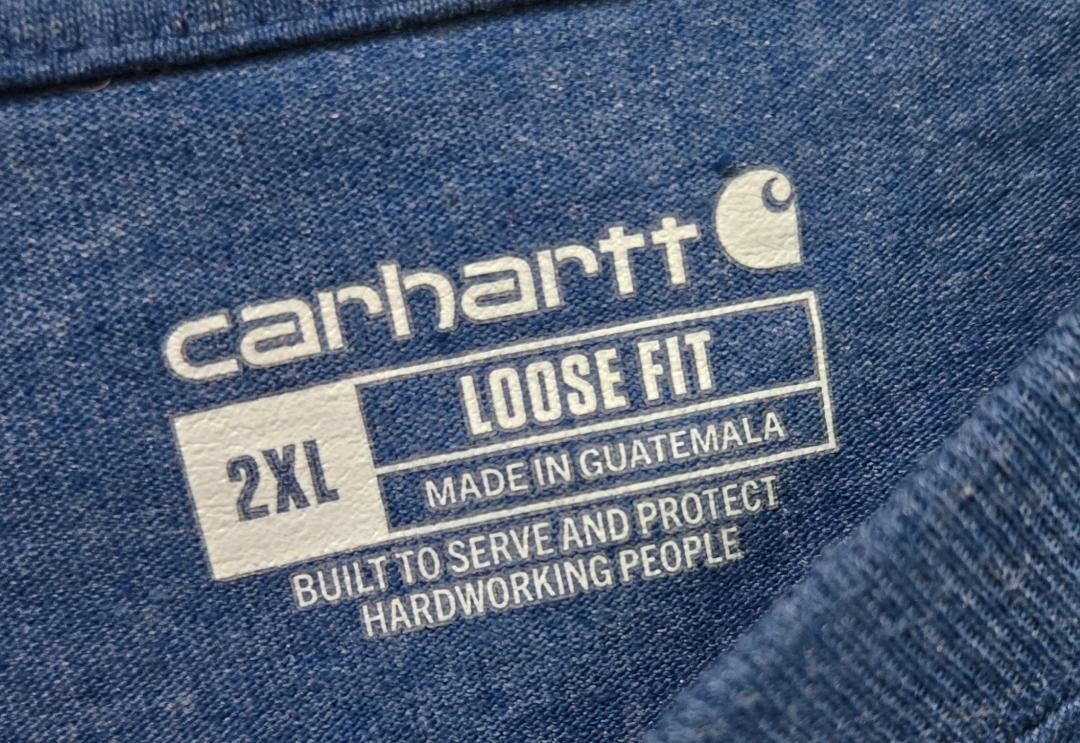 carhartt
2XL
LOOSE FIT
MADE IN GUATEMALA
BUILT TO SERVE AND PROTECT
HARDWORKING PEOPLE